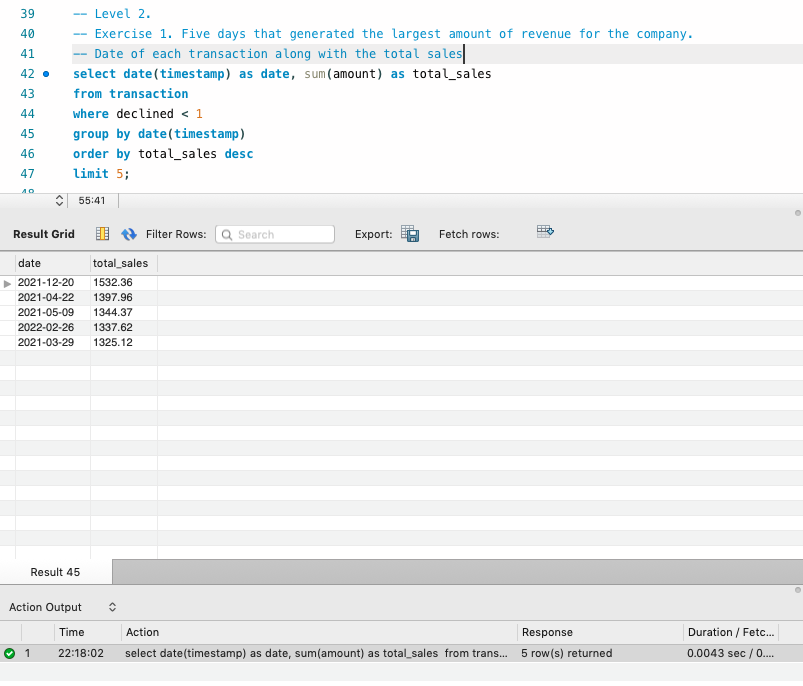 39 -- Level 2.
40 -- Exercise 1. Five days that generated the largest amount of revenue for the company.
41 -- Date of each transaction along with the total sales
42 select date(timestamp) as date, sum(amount) as total_sales
43 from transaction
44 where declined < 1
45 group by date(timestamp)
46 order by total_sales desc
47 limit 5;
55:41
Result Grid Filter Rows: Search Export: Fetch rows:
date total_sales
2021-12-20 1532.36
2021-04-22 1397.96
2021-05-09 1344.37
2022-02-26 1337.62
2021-03-29 1325.12
Result 45
Action Output
Time Action Response Duration / Fetc...
1 22:18:02 select date(timestamp) as date, sum(amount) as total_sales from trans... 5 row(s) returned 0.0043 sec / 0....